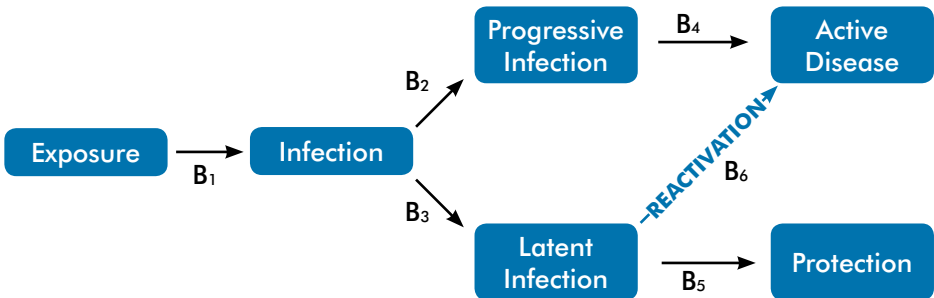 Progressive
Infection
B4
Active
Disease
B2
Exposure
B1
Infection
REACTIVATION
B6
B3
Latent
Infection
B5
Protection